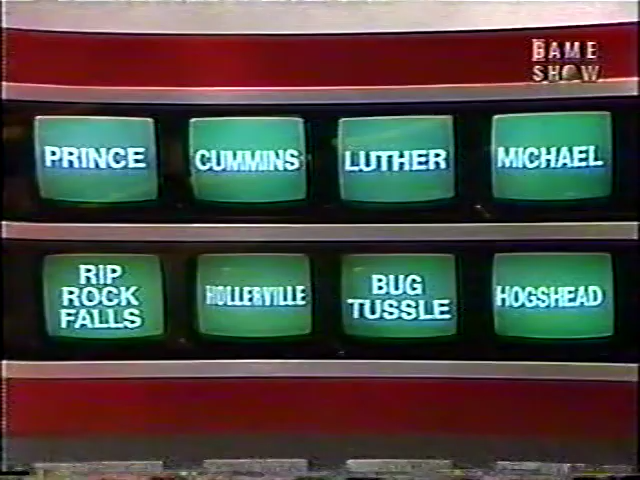 GAME
SHOW
PRINCE
CUMMINS
LUTHER
MICHAEL
RIP
ROCK
FALLS
HOLLERVILLE
BUG
TUSSLE
HOGSHEAD